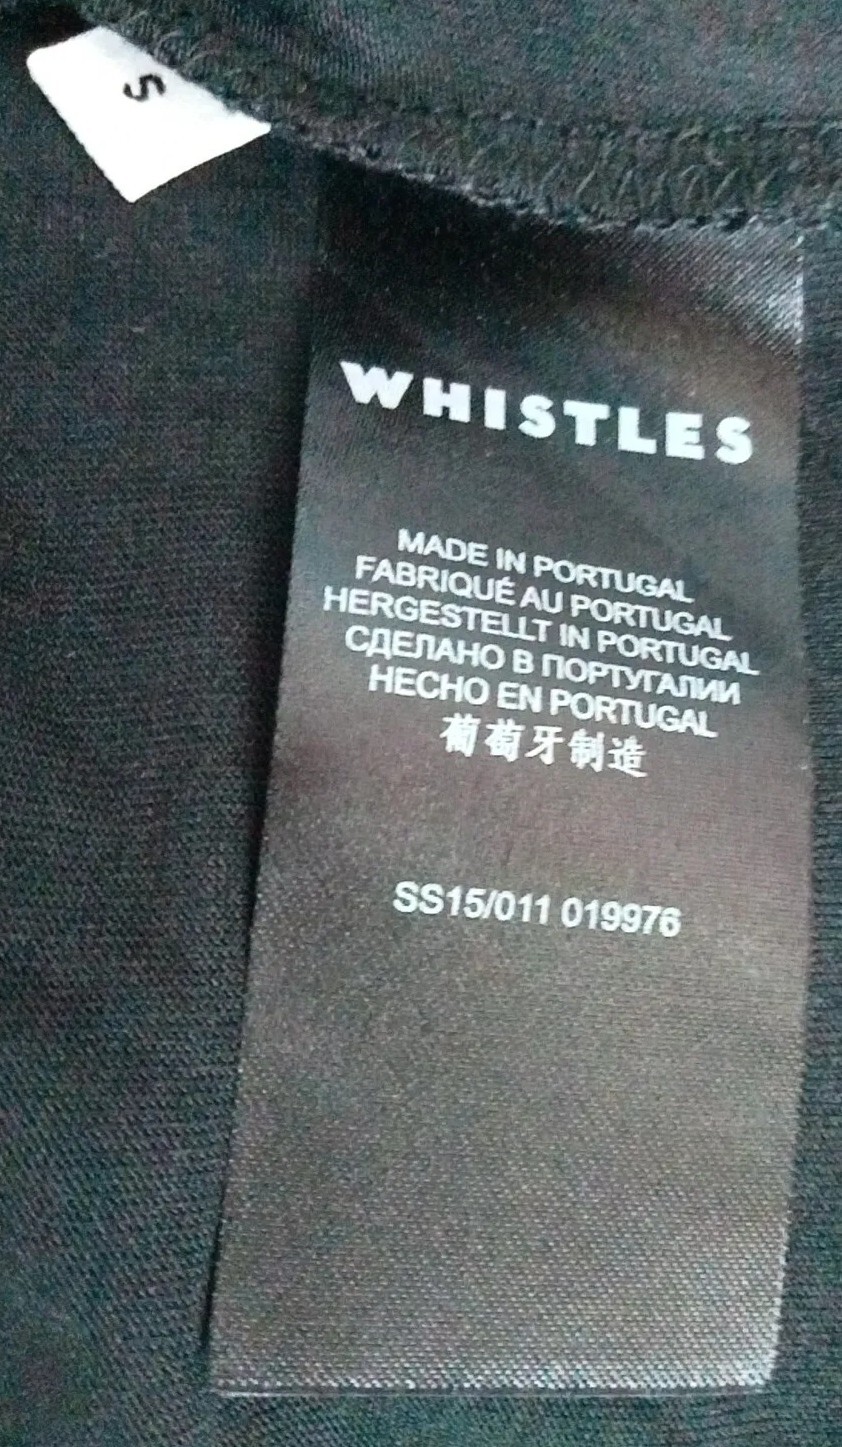 S
WHISTLES
MADE IN PORTUGAL
FABRIQUÉ AU PORTUGAL
HERGESTELLT IN PORTUGAL
СДЕЛАНО В ПОРТУГАЛИИ
HECHO EN PORTUGAL
葡萄牙制造
SS15/011 019976